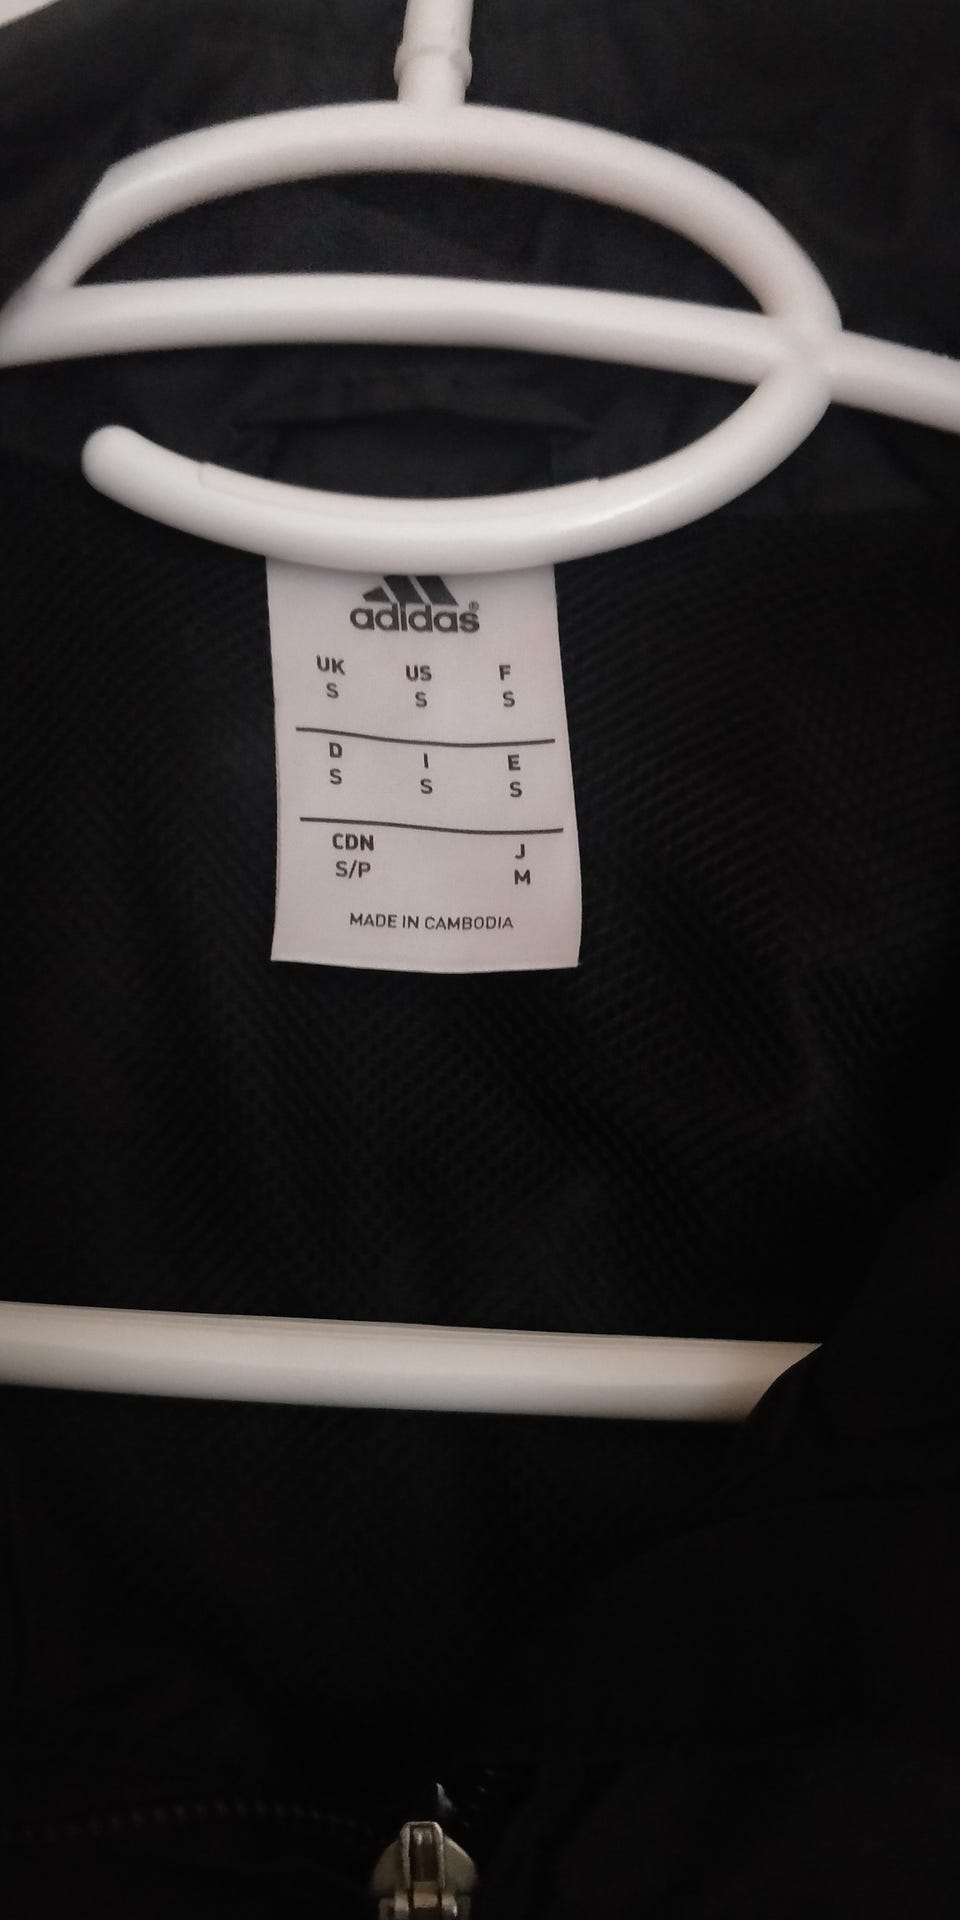 adidas®
UK US F
S S S
D I E
S S S
CDN J
S/P M
MADE IN CAMBODIA